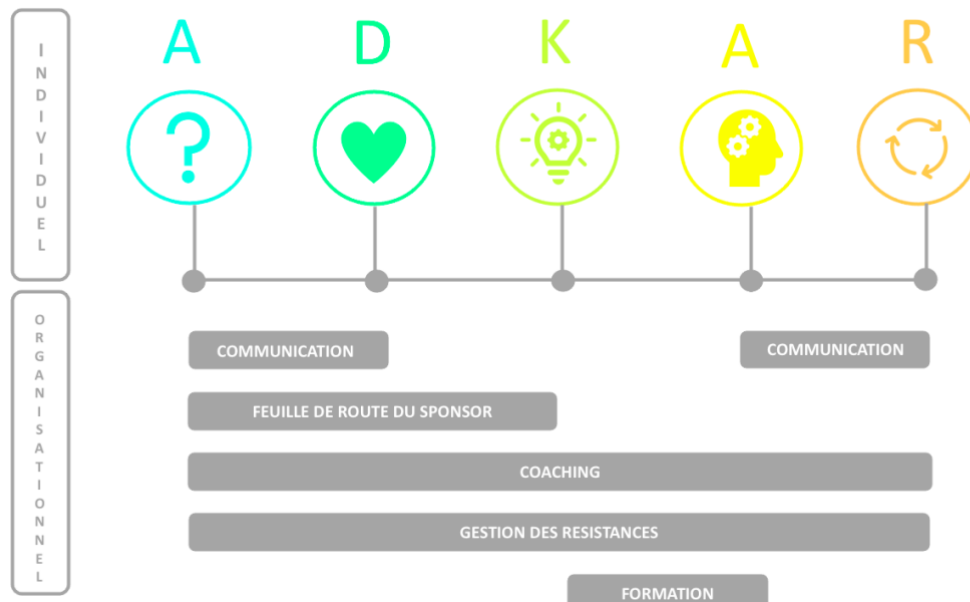 INDIVIDUEL
A D K A R
?
ORGANISATIONNEL
COMMUNICATION COMMUNICATION
FEUILLE DE ROUTE DU SPONSOR
COACHING
GESTION DES RESISTANCES
FORMATION